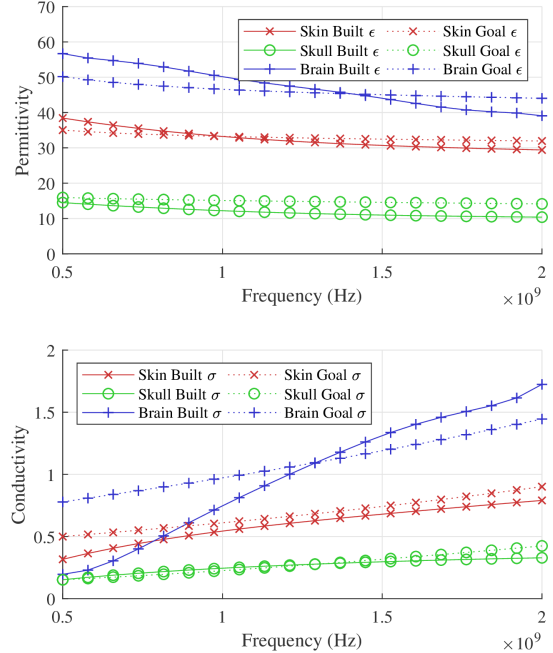 70
60
50
40
30
20
10
0
Permittivity
Skin Built ϵ
Skull Built ϵ
Brain Built ϵ
Skin Goal ϵ
Skull Goal ϵ
Brain Goal ϵ
0.5
1
1.5
2
Frequency (Hz)
×10⁹
2
1.5
1
0.5
0
Conductivity
Skin Built σ
Skull Built σ
Brain Built σ
Skin Goal σ
Skull Goal σ
Brain Goal σ
0.5
1
1.5
2
Frequency (Hz)
×10⁹